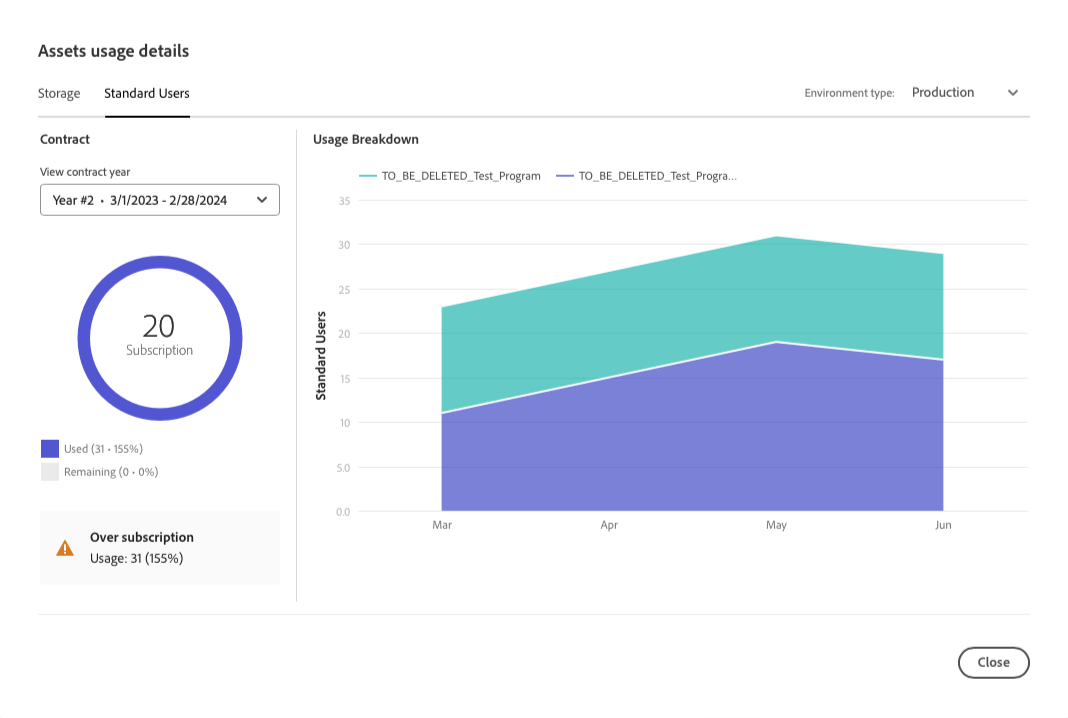 Assets usage details
Storage Standard Users Environment type: Production
Contract
View contract year
Year #2 • 3/1/2023 - 2/28/2024
20
Subscription
Used (31 • 155%)
Remaining (0 • 0%)
Over subscription
Usage: 31 (155%)
Usage Breakdown
TO_BE_DELETED_Test_Program TO_BE_DELETED_Test_Progra...
Standard Users
35
30
25
20
15
10
5.0
0.0
Mar Apr May Jun
Close